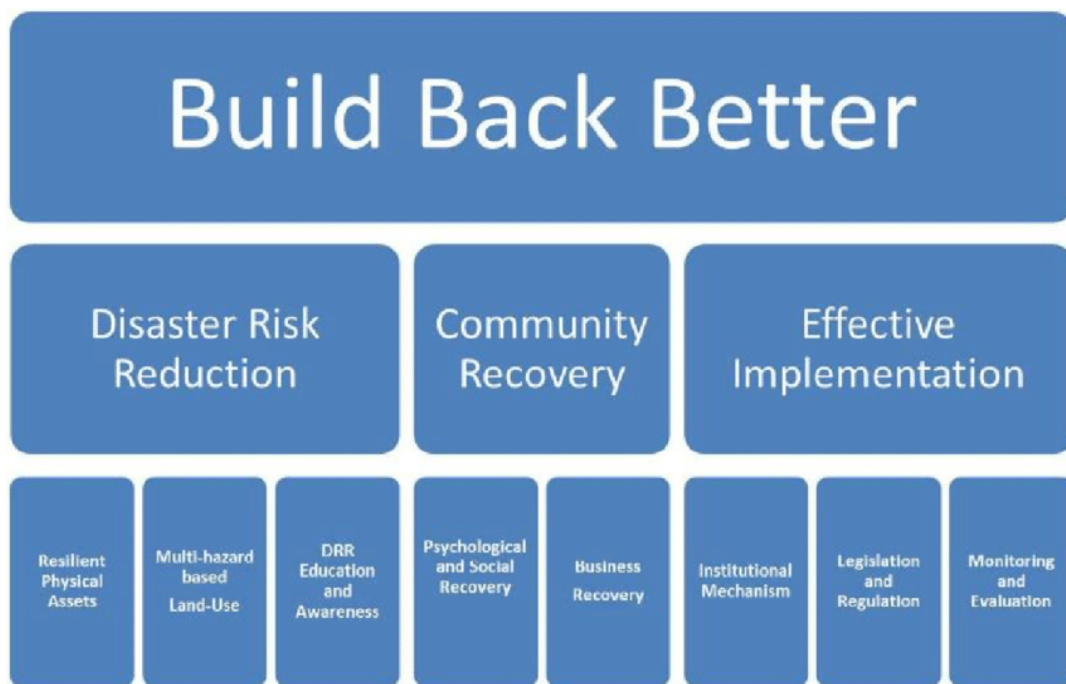 Build Back Better
Disaster Risk
Reduction
Community
Recovery
Effective
Implementation
Resilient
Physical
Assets
Multi-hazard
based
Land-Use
DRR
Education
and
Awareness
Psychological
and Social
Recovery
Business
Recovery
Institutional
Mechanism
Legislation
and
Regulation
Monitoring
and
Evaluation